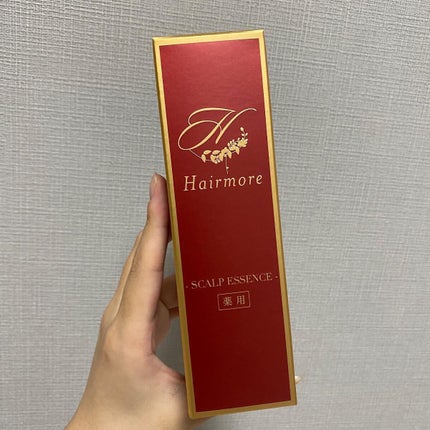 H
Hairmore
- SCALP ESSENCE -
薬用